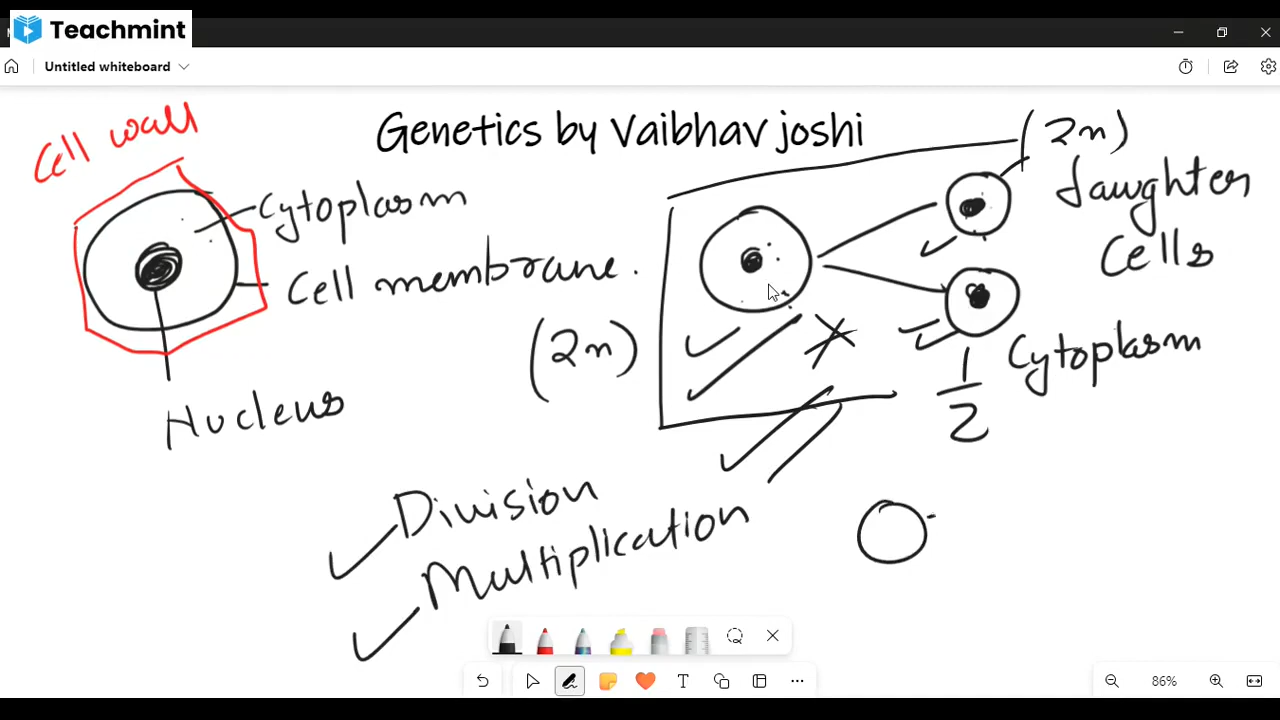 Teachmint
Untitled whiteboard
Genetics by Vaibhav joshi
Cell wall
Cytoplasm
Cell membrane.
Nucleus
(2n)
(2n)
daughter
Cells
1/2 Cytoplasm
Division
Multiplication
86%